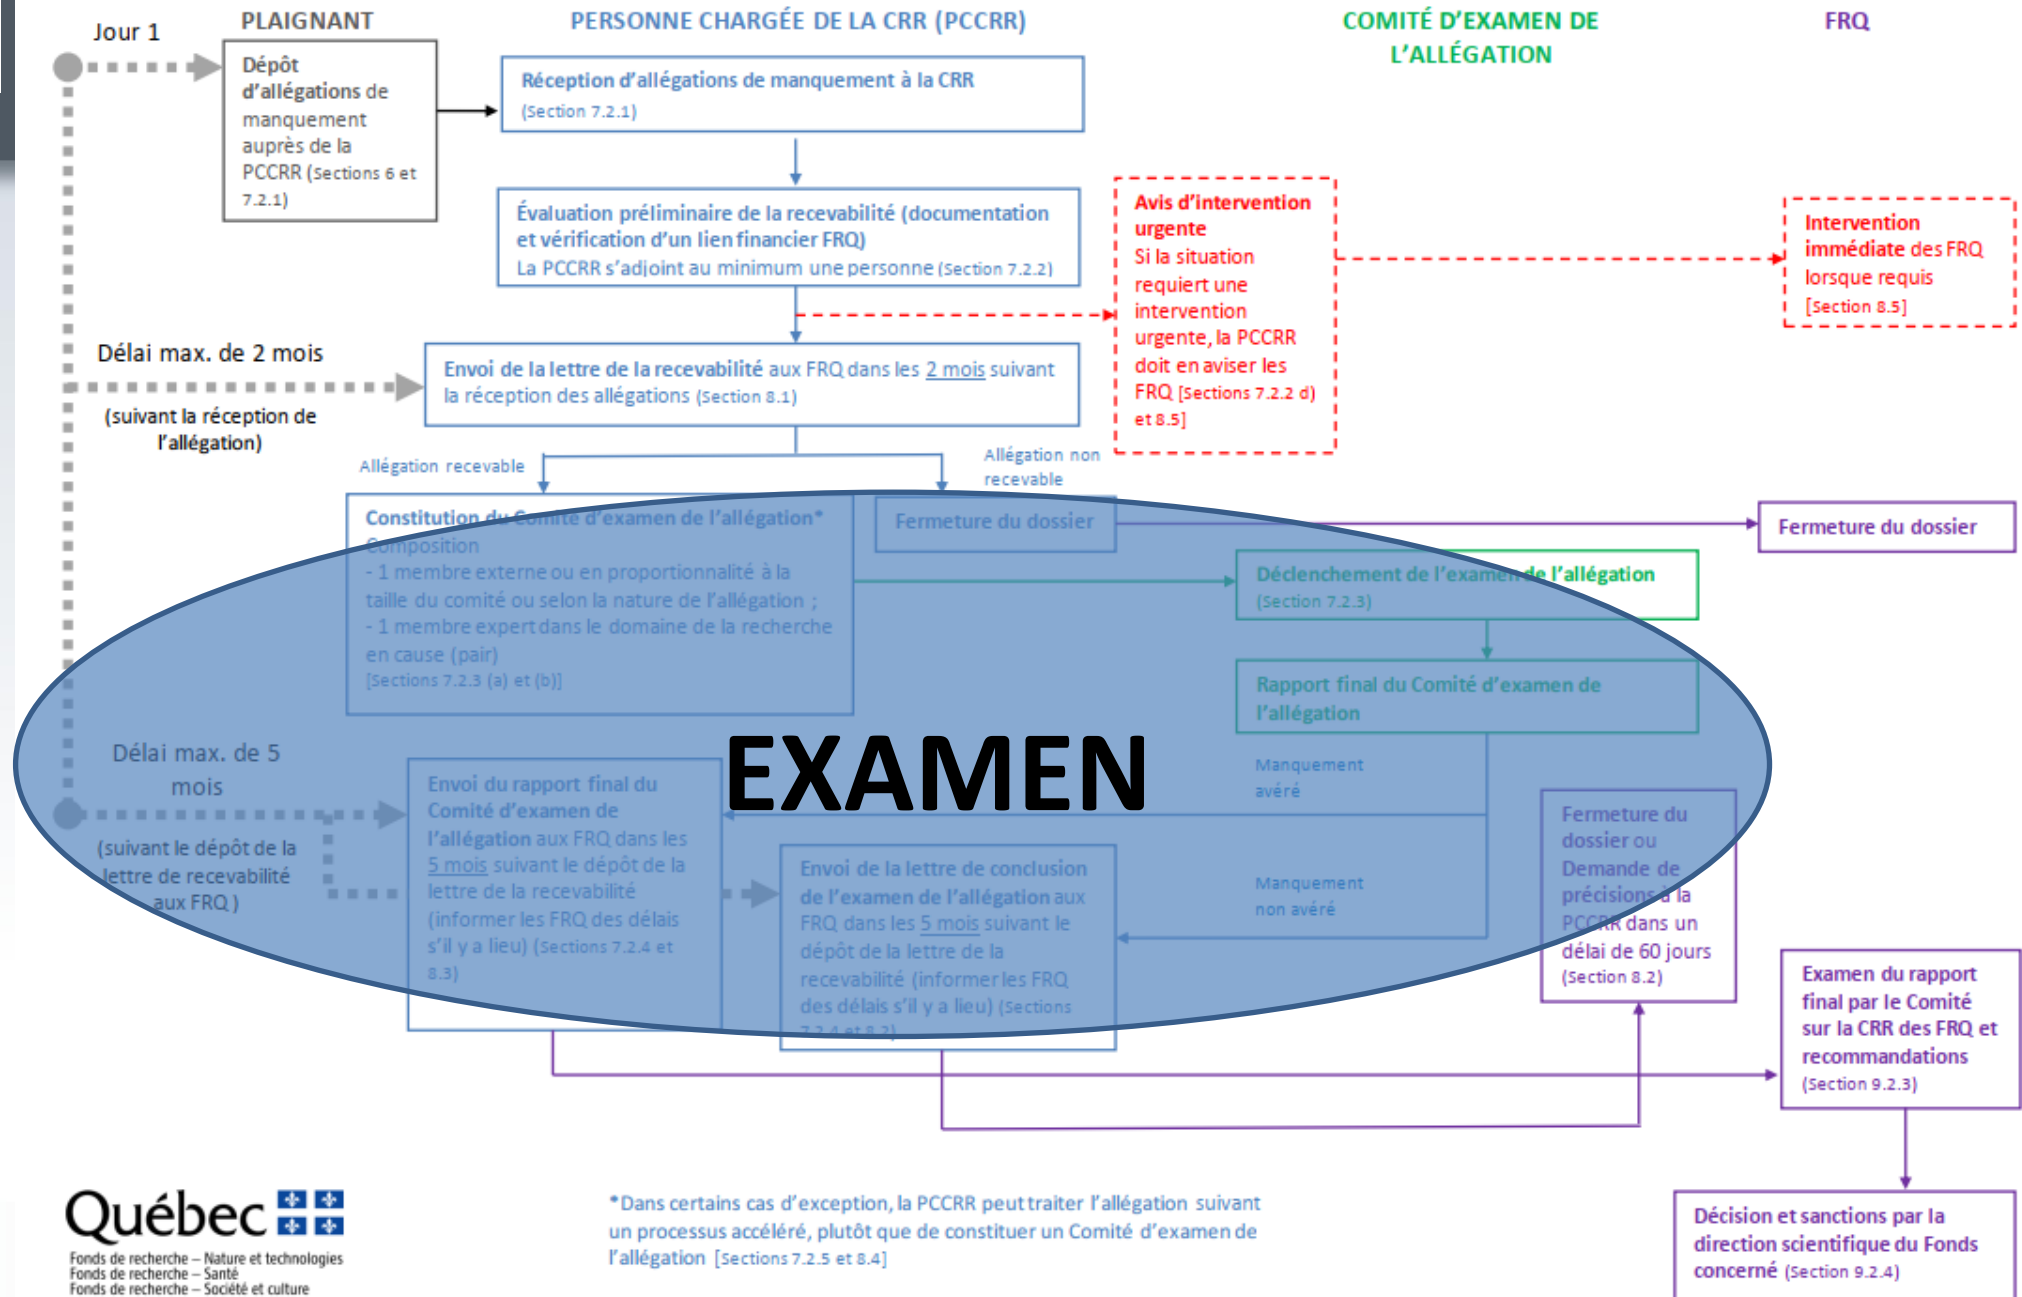 Jour 1
PLAIGNANT
PERSONNE CHARGÉE DE LA CRR (PCCRR)
COMITÉ D'EXAMEN DE
L'ALLÉGATION
FRQ
Dépôt
d'allégations de
manquement
auprès de la
PCCRR (Sections 6 et
7.2.1)
Réception d'allégations de manquement à la CRR
(Section 7.2.1)
Évaluation préliminaire de la recevabilité (documentation
et vérification d'un lien financier FRQ)
La PCCRR s'adjoint au minimum une personne (Section 7.2.2)
Avis d'intervention
urgente
Si la situation
requiert une
intervention
urgente, la PCCRR
doit en aviser les
FRQ [Sections 7.2.2 d)
et 8.5]
Intervention
immédiate des FRQ
lorsque requis
[Section 8.5]
Délai max. de 2 mois
(suivant la réception de
l'allégation)
Envoi de la lettre de la recevabilité aux FRQ dans les 2 mois suivant
la réception des allégations (Section 8.1)
Allégation recevable
Allégation non
recevable
Constitution du Comité d'examen de l'allégation*
Composition
- 1 membre externe ou en proportionnalité à la
taille du comité ou selon la nature de l'allégation ;
- 1 membre expert dans le domaine de la recherche
en cause (pair)
[Sections 7.2.3 (a) et (b)]
Fermeture du dossier
Fermeture du dossier
Déclenchement de l'examen de l'allégation
(Section 7.2.3)
Rapport final du Comité d'examen de
l'allégation
EXAMEN
Délai max. de 5
mois
(suivant le dépôt de la
lettre de recevabilité
aux FRQ )
Envoi du rapport final du
Comité d'examen de
l'allégation aux FRQ dans les
5 mois suivant le dépôt de la
lettre de la recevabilité
(informer les FRQ des délais
s'il y a lieu) (Sections 7.2.4 et
8.3)
Envoi de la lettre de conclusion
de l'examen de l'allégation aux
FRQ dans les 5 mois suivant le
dépôt de la lettre de la
recevabilité (informer les FRQ
des délais s'il y a lieu) (Sections
7.2.4 et 8.2)
Manquement
avéré
Manquement
non avéré
Fermeture du
dossier ou
Demande de
précisions à la
PCCRR dans un
délai de 60 jours
(Section 8.2)
Examen du rapport
final par le Comité
sur la CRR des FRQ et
recommandations
(Section 9.2.3)
Décision et sanctions par la
direction scientifique du Fonds
concerné (Section 9.2.4)
*Dans certains cas d'exception, la PCCRR peut traiter l'allégation suivant
un processus accéléré, plutôt que de constituer un Comité d'examen de
l'allégation [Sections 7.2.5 et 8.4]
Québec
Fonds de recherche – Nature et technologies
Fonds de recherche – Santé
Fonds de recherche – Société et culture